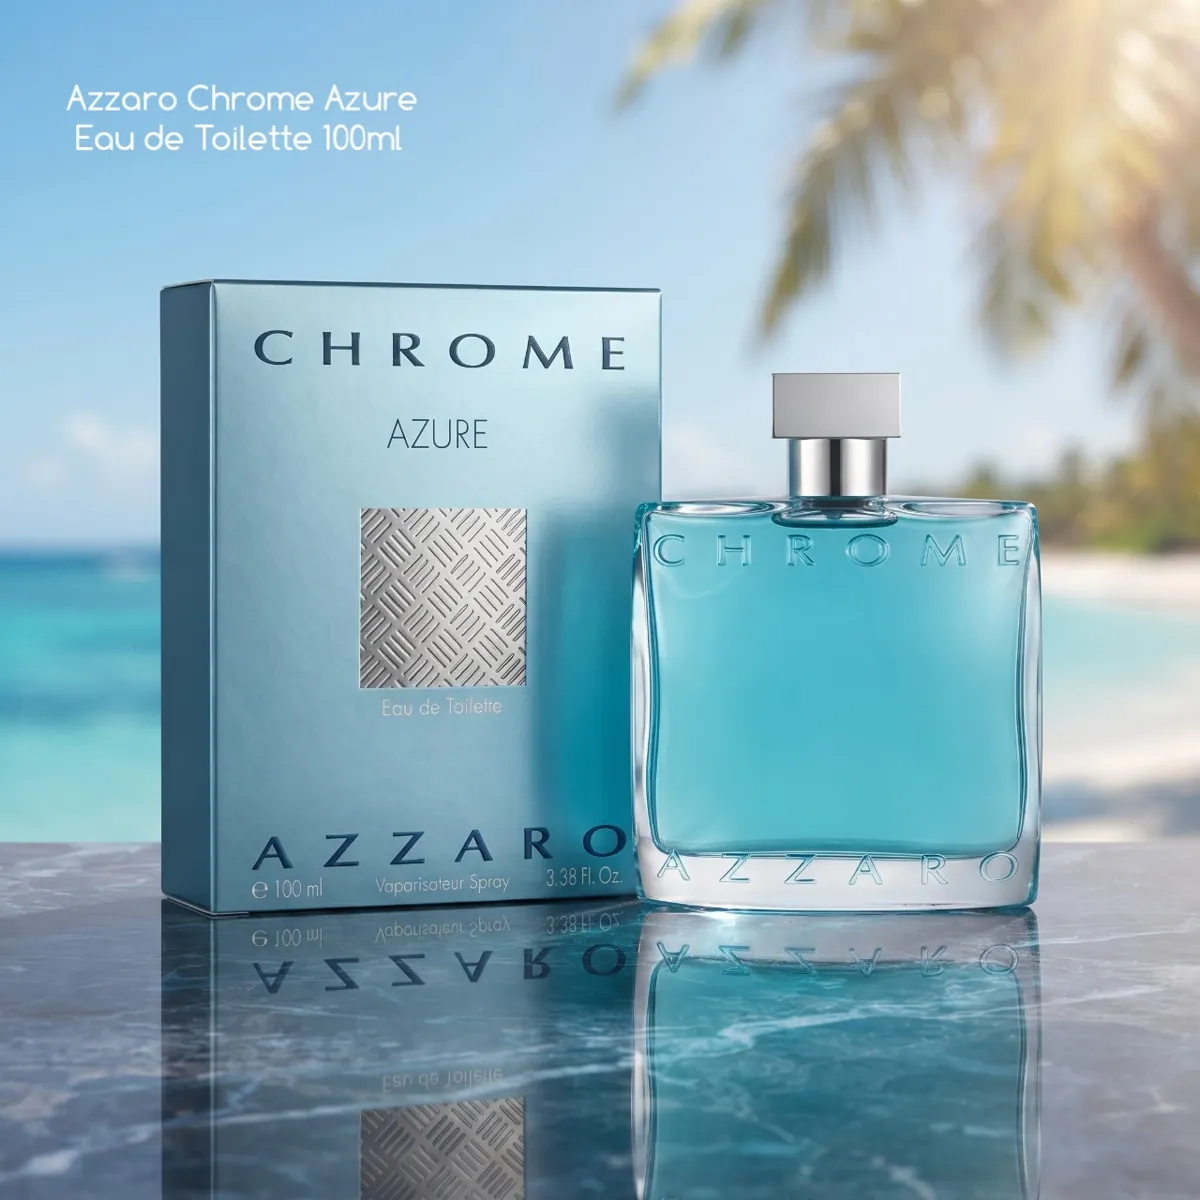 Azzaro Chrome Azure
Eau de Toilette 100ml
CHROME
AZURE
Eau de Toilette
AZZARO
℮ 100 ml Vaporisateur Spray 3.38 Fl. Oz.
CHROME
AZZARO